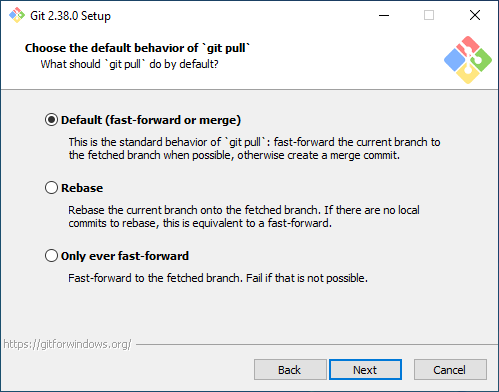 Git 2.38.0 Setup
Choose the default behavior of `git pull`
What should `git pull` do by default?
Default (fast-forward or merge)
This is the standard behavior of `git pull`: fast-forward the current branch to
the fetched branch when possible, otherwise create a merge commit.
Rebase
Rebase the current branch onto the fetched branch. If there are no local
commits to rebase, this is equivalent to a fast-forward.
Only ever fast-forward
Fast-forward to the fetched branch. Fail if that is not possible.
https://gitforwindows.org/
Back
Next
Cancel